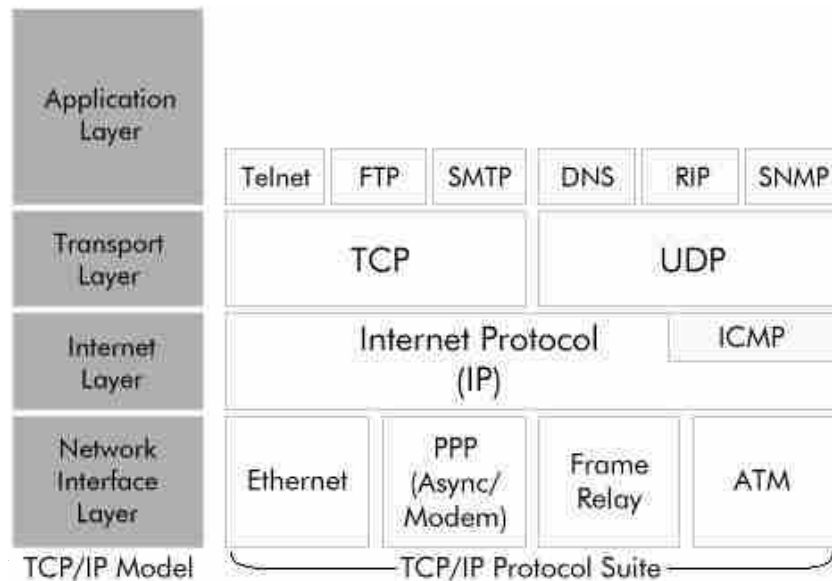 Application
Layer
Telnet
FTP
SMTP
DNS
RIP
SNMP
Transport
Layer
TCP
UDP
Internet
Layer
Internet Protocol
(IP)
ICMP
Network
Interface
Layer
Ethernet
PPP
(Async/
Modem)
Frame
Relay
ATM
TCP/IP Model
TCP/IP Protocol Suite